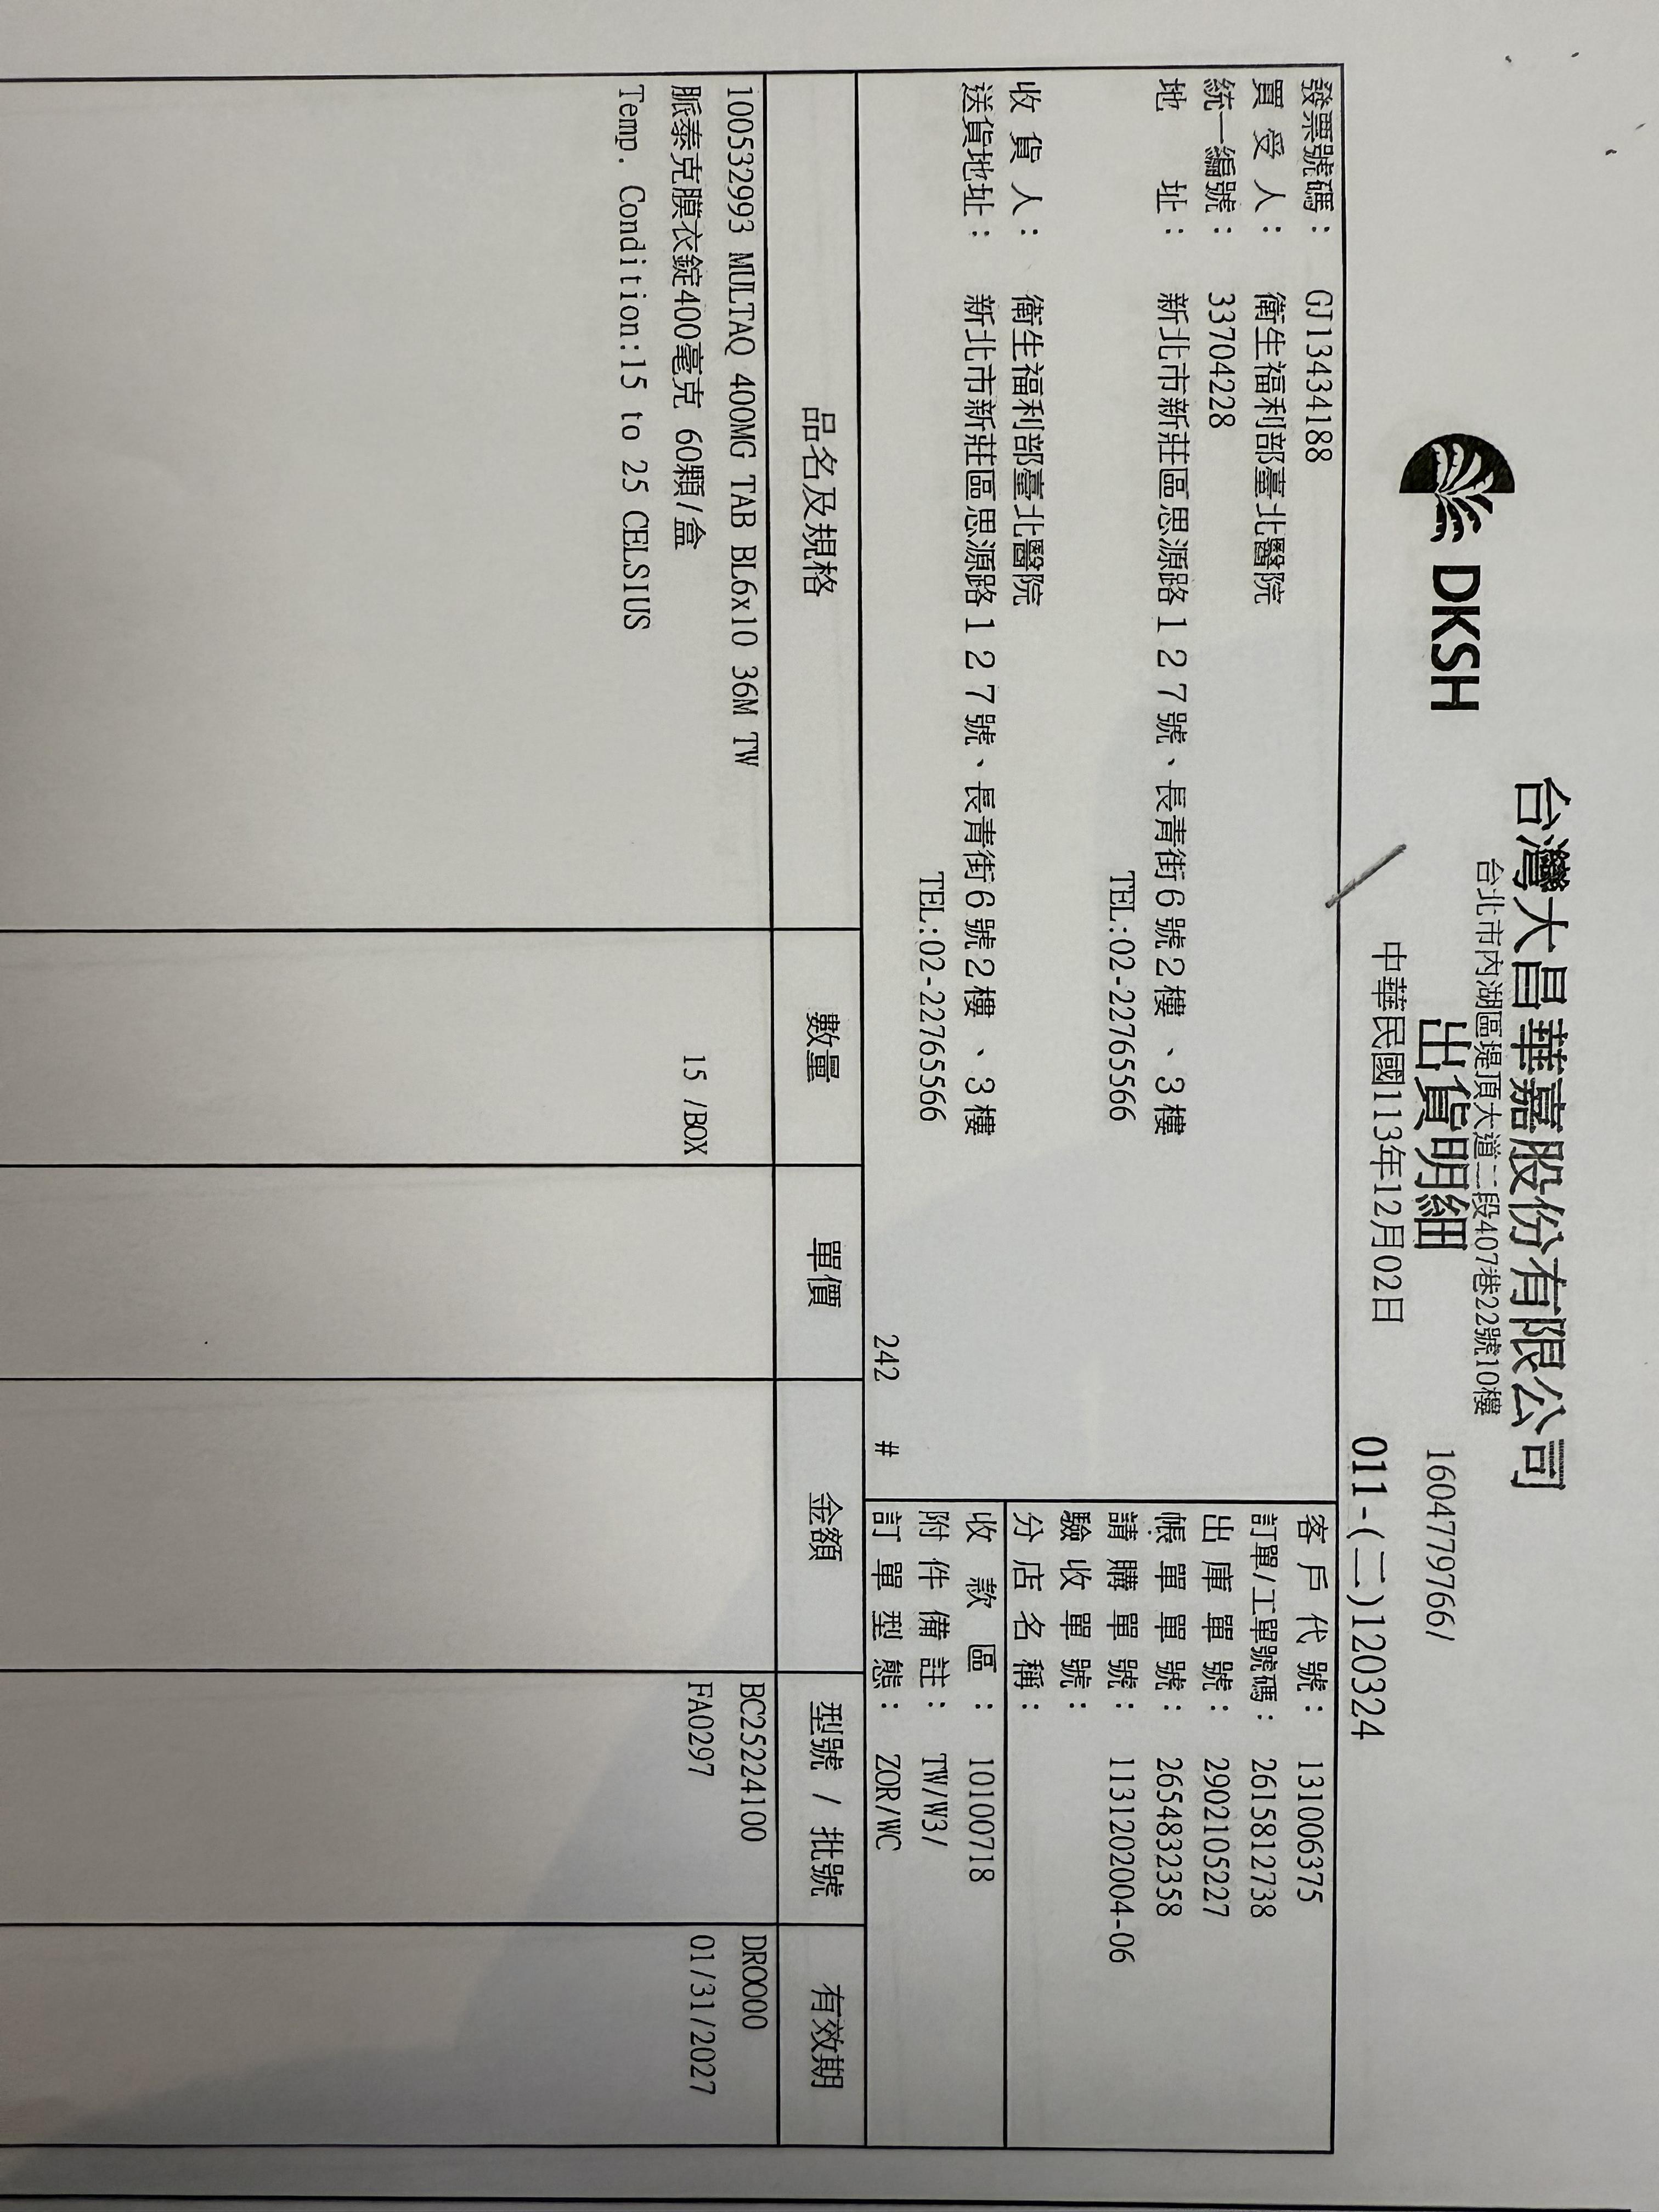 台灣大昌華嘉股份有限公司
台北市內湖區堤頂大道二段407巷22號10樓
DKSH
出貨明細
1604779766/
中華民國113年12月02日
011-(二)120324
發票號碼: GJ13434188
買受人: 衛生福利部臺北醫院
統一編號: 33704228
地址: 新北市新莊區思源路127號、長青街6號2樓、3樓
TEL:02-22765566
收貨人: 衛生福利部臺北醫院
送貨地址: 新北市新莊區思源路127號、長青街6號2樓、3樓
TEL:02-22765566
242 #
客戶代號: 131006375
訂單/工單號碼: 2615812738
出庫單號: 2902105227
帳單單號: 2654832358
請購單號: 1131202004-06
驗收單號:
分店名稱:
收款區: 10100718
附件備註: TW/W3/
訂單型態: ZOR/WC
品名及規格 數量 單價 金額 型號 / 批號 有效期
100532993 MULTAQ 400MG TAB BL6x10 36M TW BC25224100 DR0000
脈泰克膜衣錠400毫克 60顆/盒 15 /BOX FA0297 01/31/2027
Temp. Condition:15 to 25 CELSIUS